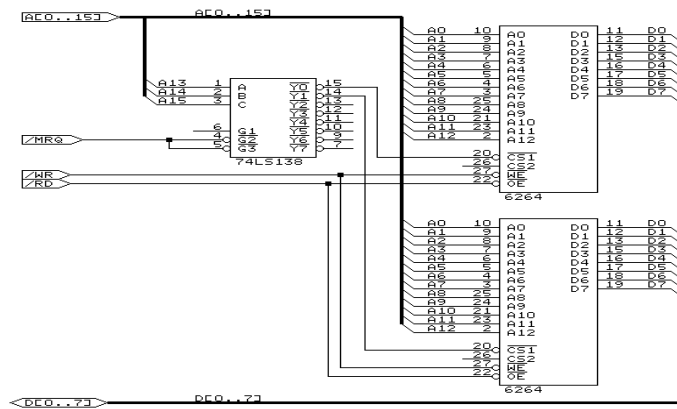 A[0..15]
A[0..15]
A13 1 A Y0 15
A14 2 B Y1 14
A15 3 C Y2 13
Y3 12
Y4 11
6 G1 Y5 10
/MRQ 4 G2 Y6 9
5 G3 Y7 7
74LS138
/WR
/RD
A0 10 A0 D0 11 D0
A1 9 A1 D1 12 D1
A2 8 A2 D2 13 D2
A3 7 A3 D3 15 D3
A4 6 A4 D4 16 D4
A5 5 A5 D5 17 D5
A6 4 A6 D6 18 D6
A7 3 A7 D7 19 D7
A8 25 A8
A9 24 A9
A10 21 A10
A11 23 A11
A12 2 A12
20 CS1
26 CS2
27 WE
22 OE
6264
A0 10 A0 D0 11 D0
A1 9 A1 D1 12 D1
A2 8 A2 D2 13 D2
A3 7 A3 D3 15 D3
A4 6 A4 D4 16 D4
A5 5 A5 D5 17 D5
A6 4 A6 D6 18 D6
A7 3 A7 D7 19 D7
A8 25 A8
A9 24 A9
A10 21 A10
A11 23 A11
A12 2 A12
20 CS1
26 CS2
27 WE
22 OE
6264
D[0..7]
D[0..7]